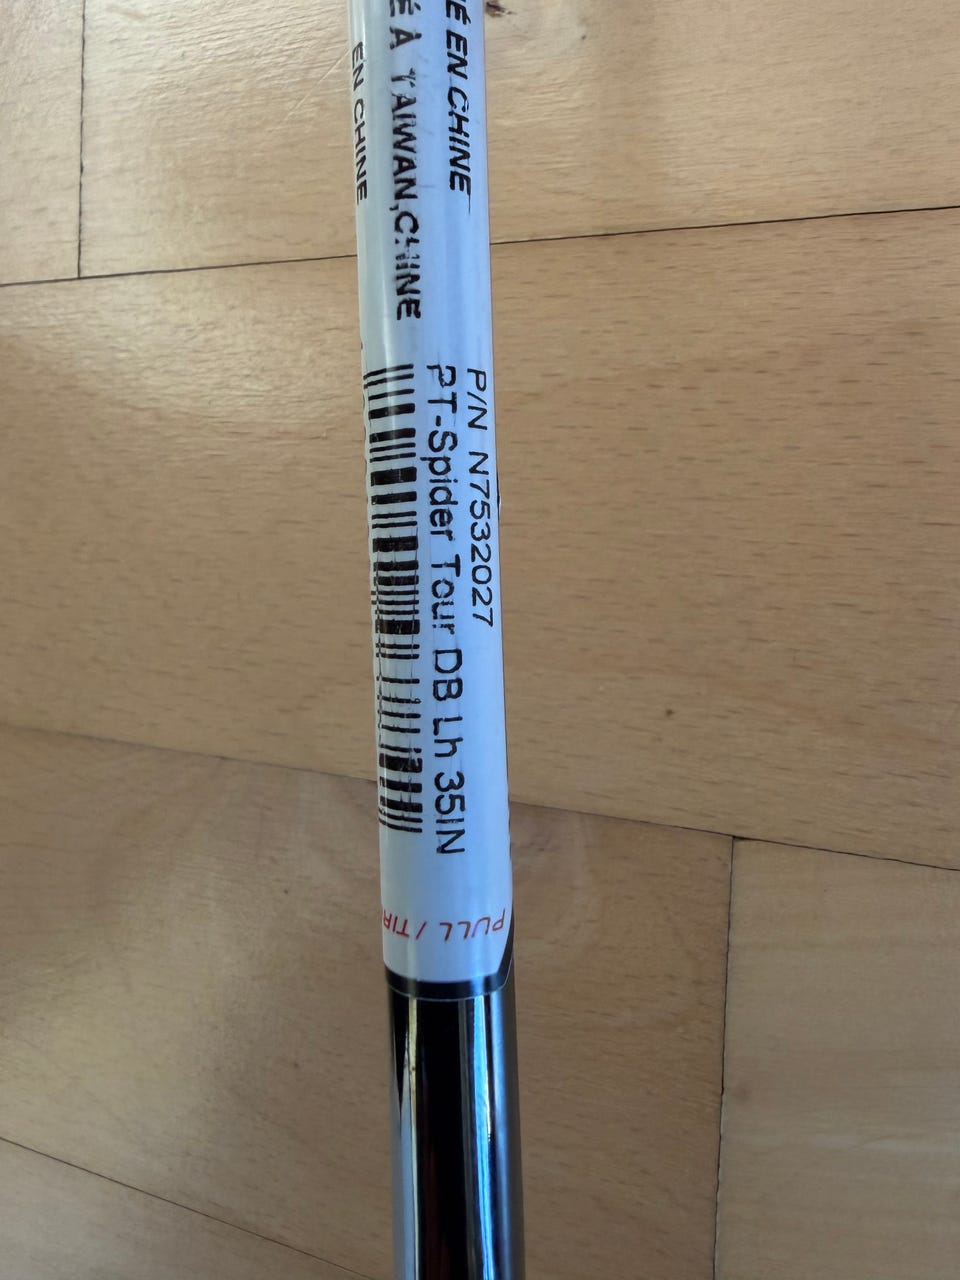 É EN CHINE
É À TAIWAN,CHINE
EN CHINE
P/N N7532027
PT-Spider Tour DB Lh 35IN
PULL / TIR